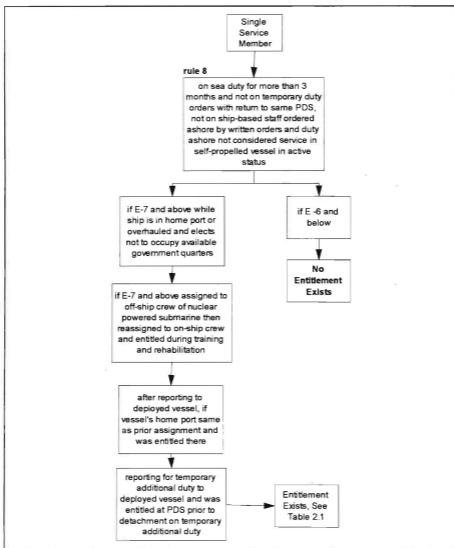 Single
Service
Member
rule 8
on sea duty for more than 3
months and not on temporary duty
orders with return to same PDS,
not on ship-based staff ordered
ashore by written orders and duty
ashore not considered service in
self-propelled vessel in active
status
if E-7 and above while
ship is in home port or
overhauled and elects
not to occupy available
government quarters
if E -6 and
below
No
Entitlement
Exists
if E-7 and above assigned to
off-ship crew of nuclear
powered submarine then
reassigned to on-ship crew
and entitled during training
and rehabilitation
after reporting to
deployed vessel, if
vessel's home port same
as prior assignment and
was entitled there
reporting for temporary
additional duty to
deployed vessel and was
entitled at PDS prior to
detachment on temporary
additional duty
Entitlement
Exists, See
Table 2.1